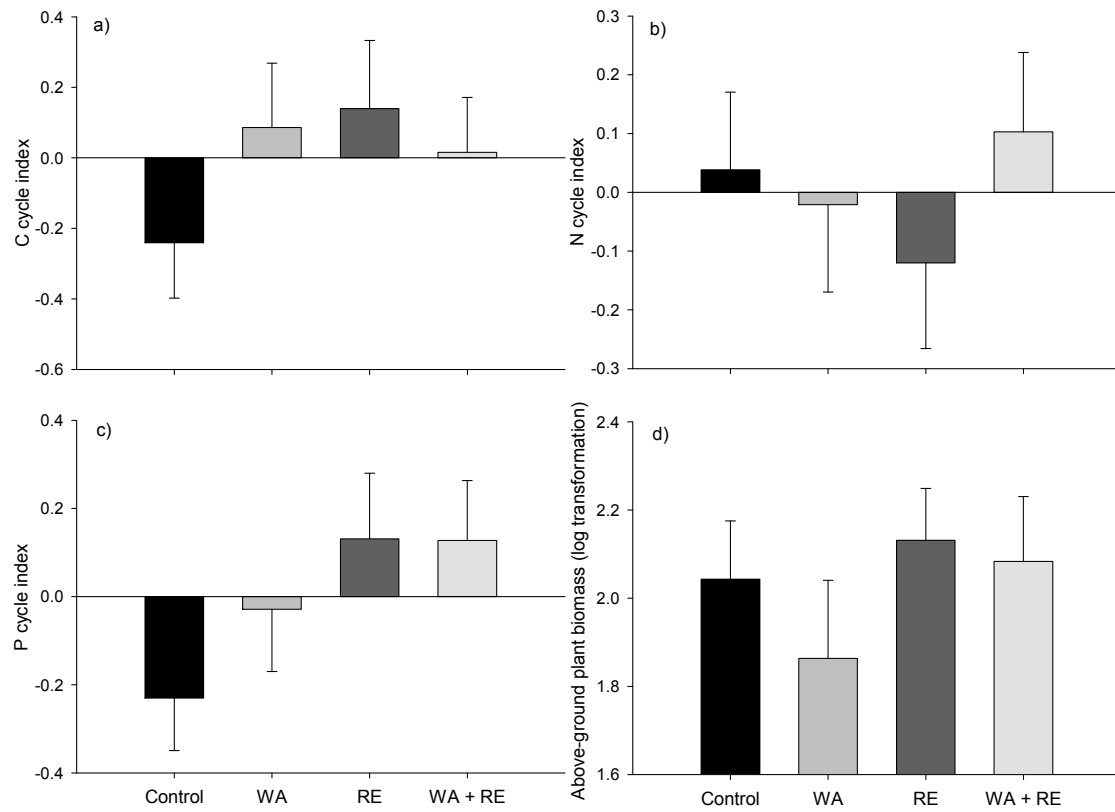 a)
C cycle index
0.4
0.2
0.0
-0.2
-0.4
-0.6
b)
N cycle index
0.3
0.2
0.1
0.0
-0.1
-0.2
-0.3
c)
P cycle index
0.4
0.2
0.0
-0.2
-0.4
Control WA RE WA + RE
d)
Above-ground plant biomass (log transformation)
2.4
2.2
2.0
1.8
1.6
Control WA RE WA + RE